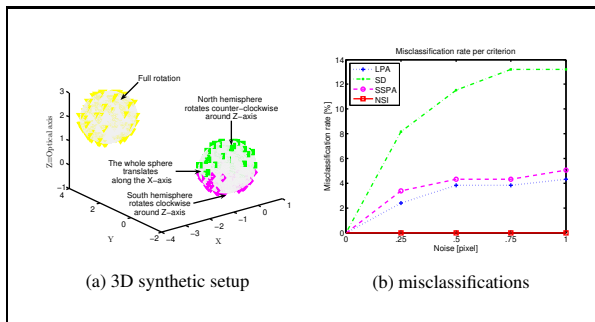 Full rotation
North hemisphere
rotates counter−clockwise
around Z−axis
The whole sphere
translates
along the X−axis
South hemisphere
rotates clockwise
around Z−axis
Z=Optical axis
3
2
1
0
−1
4
2
0
−2
Y
−4
−3
−2
−1
0
1
X
(a) 3D synthetic setup
Misclassification rate per criterion
LPA
SD
SSPA
NSI
Misclassification rate [%]
14
12
10
8
6
4
2
0
0
.25
.5
.75
1
Noise [pixel]
(b) misclassifications